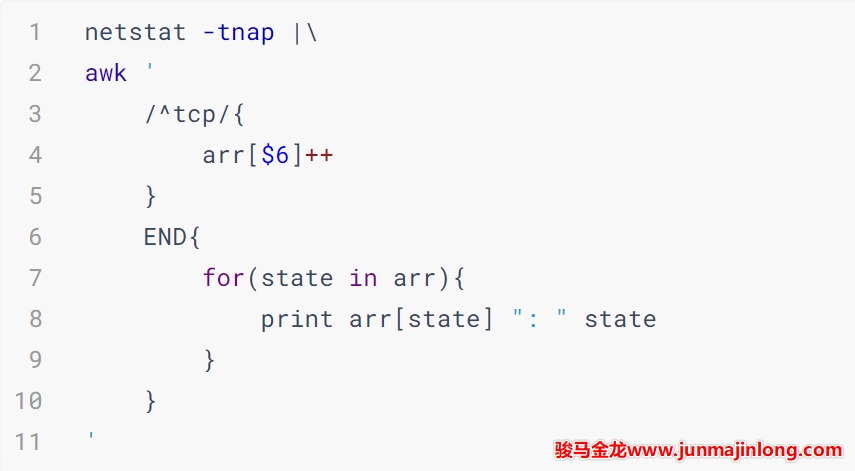 1 netstat -tnap |\
2 awk '
3     /^tcp/{
4         arr[$6]++
5     }
6     END{
7         for(state in arr){
8             print arr[state] ": " state
9         }
10     }
11 '
骏马金龙www.junmajinlong.com